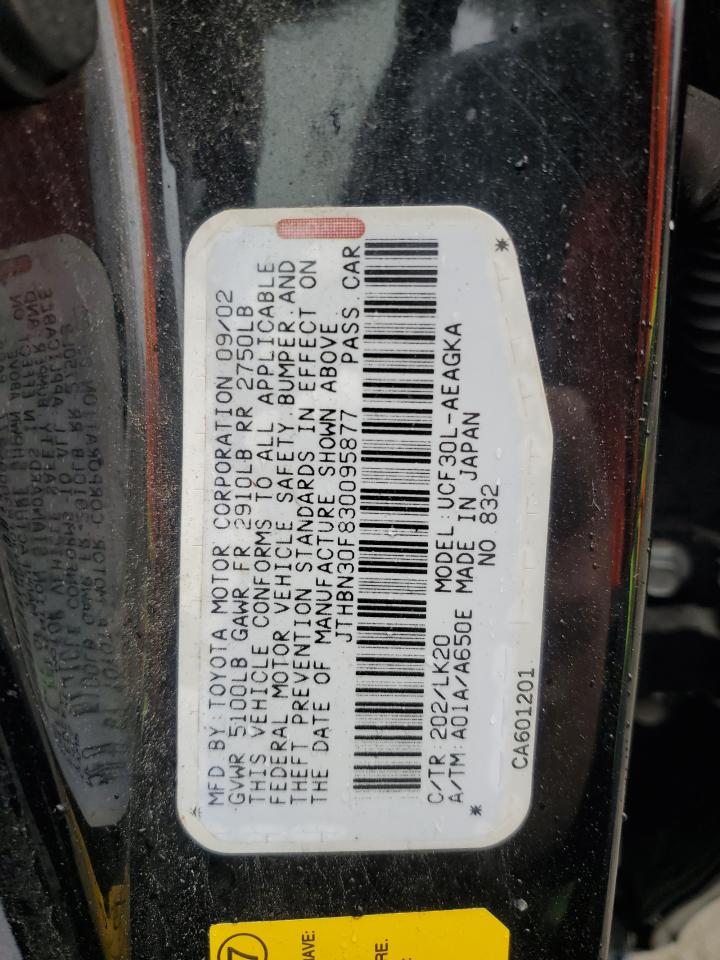 MFD BY:TOYOTA MOTOR CORPORATION 09/02
GVWR 5100LB GAWR FR 2910LB RR 2750LB
THIS VEHICLE CONFORMS TO ALL APPLICABLE
FEDERAL MOTOR VEHICLE SAFETY.BUMPER.AND
THEFT PREVENTION STANDARDS IN EFFECT ON
THE DATE OF MANUFACTURE SHOWN ABOVE
JTHBN30F830095877 PASS.CAR
C/TR:202/LK20 MODEL:UCF30L-AEAGKA
A/TM:A01A/A650E MADE IN JAPAN
NO 832
CA601201
7